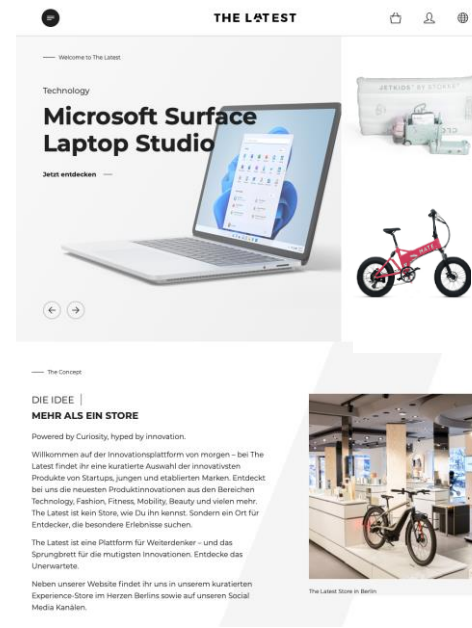 THE LATEST
Welcome to The Latest
Technology
Microsoft Surface
Laptop Studio
Jetzt entdecken
JETKIDS™ BY STOKKE®
MATE
The Concept
DIE IDEE
MEHR ALS EIN STORE
Powered by Curiosity, hyped by innovation.
Willkommen auf der Innovationsplattform von morgen – bei The
Latest findet ihr eine kuratierte Auswahl der innovativsten
Produkte von Startups, jungen und etablierten Marken. Entdeckt
bei uns die neuesten Produktinnovationen aus den Bereichen
Technology, Fashion, Fitness, Mobility, Beauty und vielen mehr.
The Latest ist kein Store, wie Du ihn kennst. Sondern ein Ort für
Entdecker, die besondere Erlebnisse suchen.
The Latest ist eine Plattform für Weiterdenker – und das
Sprungbrett für die mutigsten Innovationen. Entdecke das
Unerwartete.
Neben unserer Website findet ihr uns in unserem kuratierten
Experience-Store im Herzen Berlins sowie auf unseren Social
Media Kanälen.
The Latest Store in Berlin